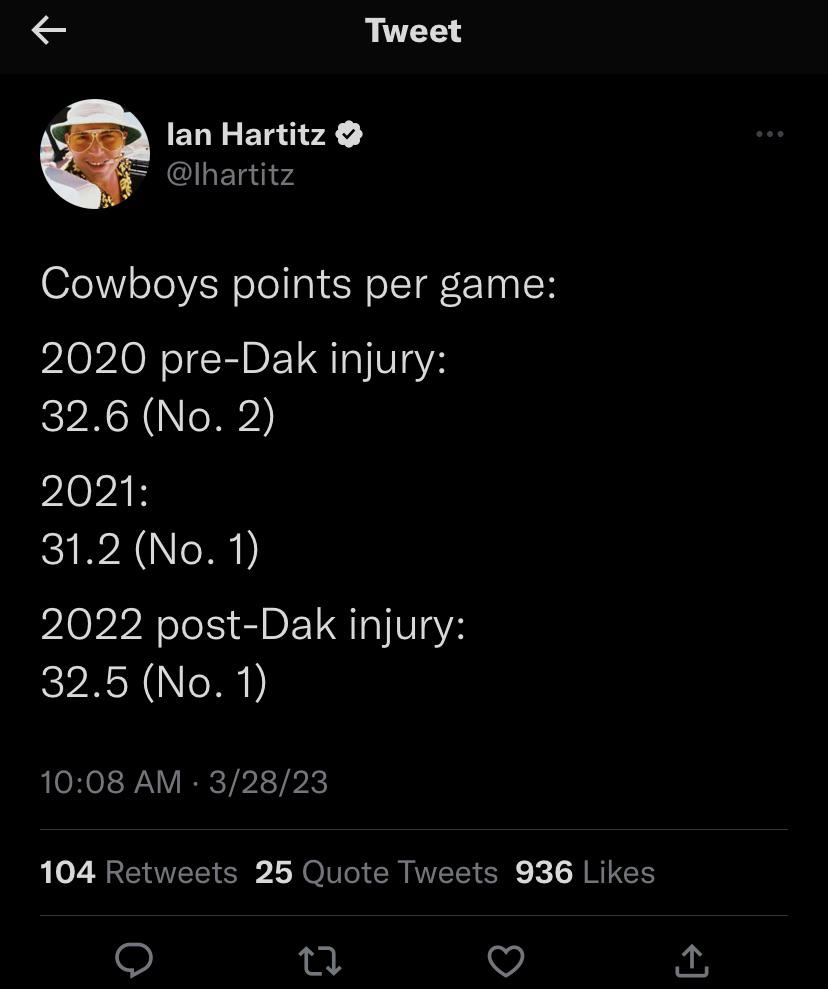 Tweet
Ian Hartitz
@Ihartitz
Cowboys points per game:
2020 pre-Dak injury:
32.6 (No. 2)
2021:
31.2 (No. 1)
2022 post-Dak injury:
32.5 (No. 1)
10:08 AM · 3/28/23
104 Retweets 25 Quote Tweets 936 Likes